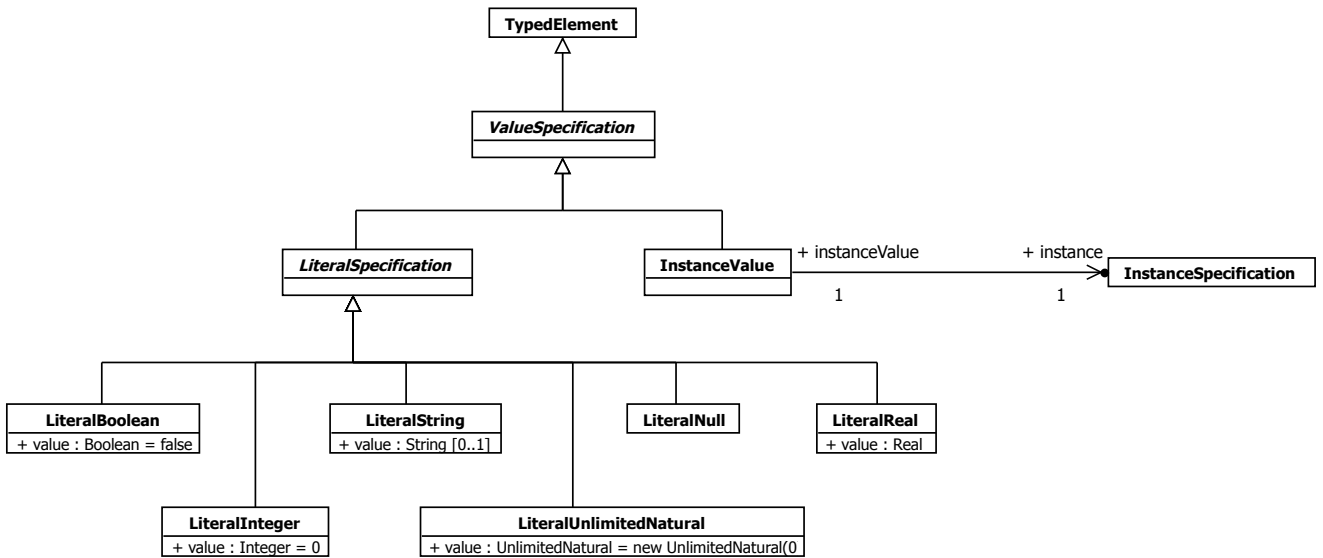 TypedElement
ValueSpecification
LiteralSpecification
InstanceValue
+ instanceValue
+ instance
InstanceSpecification
1
1
LiteralBoolean
+ value : Boolean = false
LiteralString
+ value : String [0..1]
LiteralNull
LiteralReal
+ value : Real
LiteralInteger
+ value : Integer = 0
LiteralUnlimitedNatural
+ value : UnlimitedNatural = new UnlimitedNatural(0